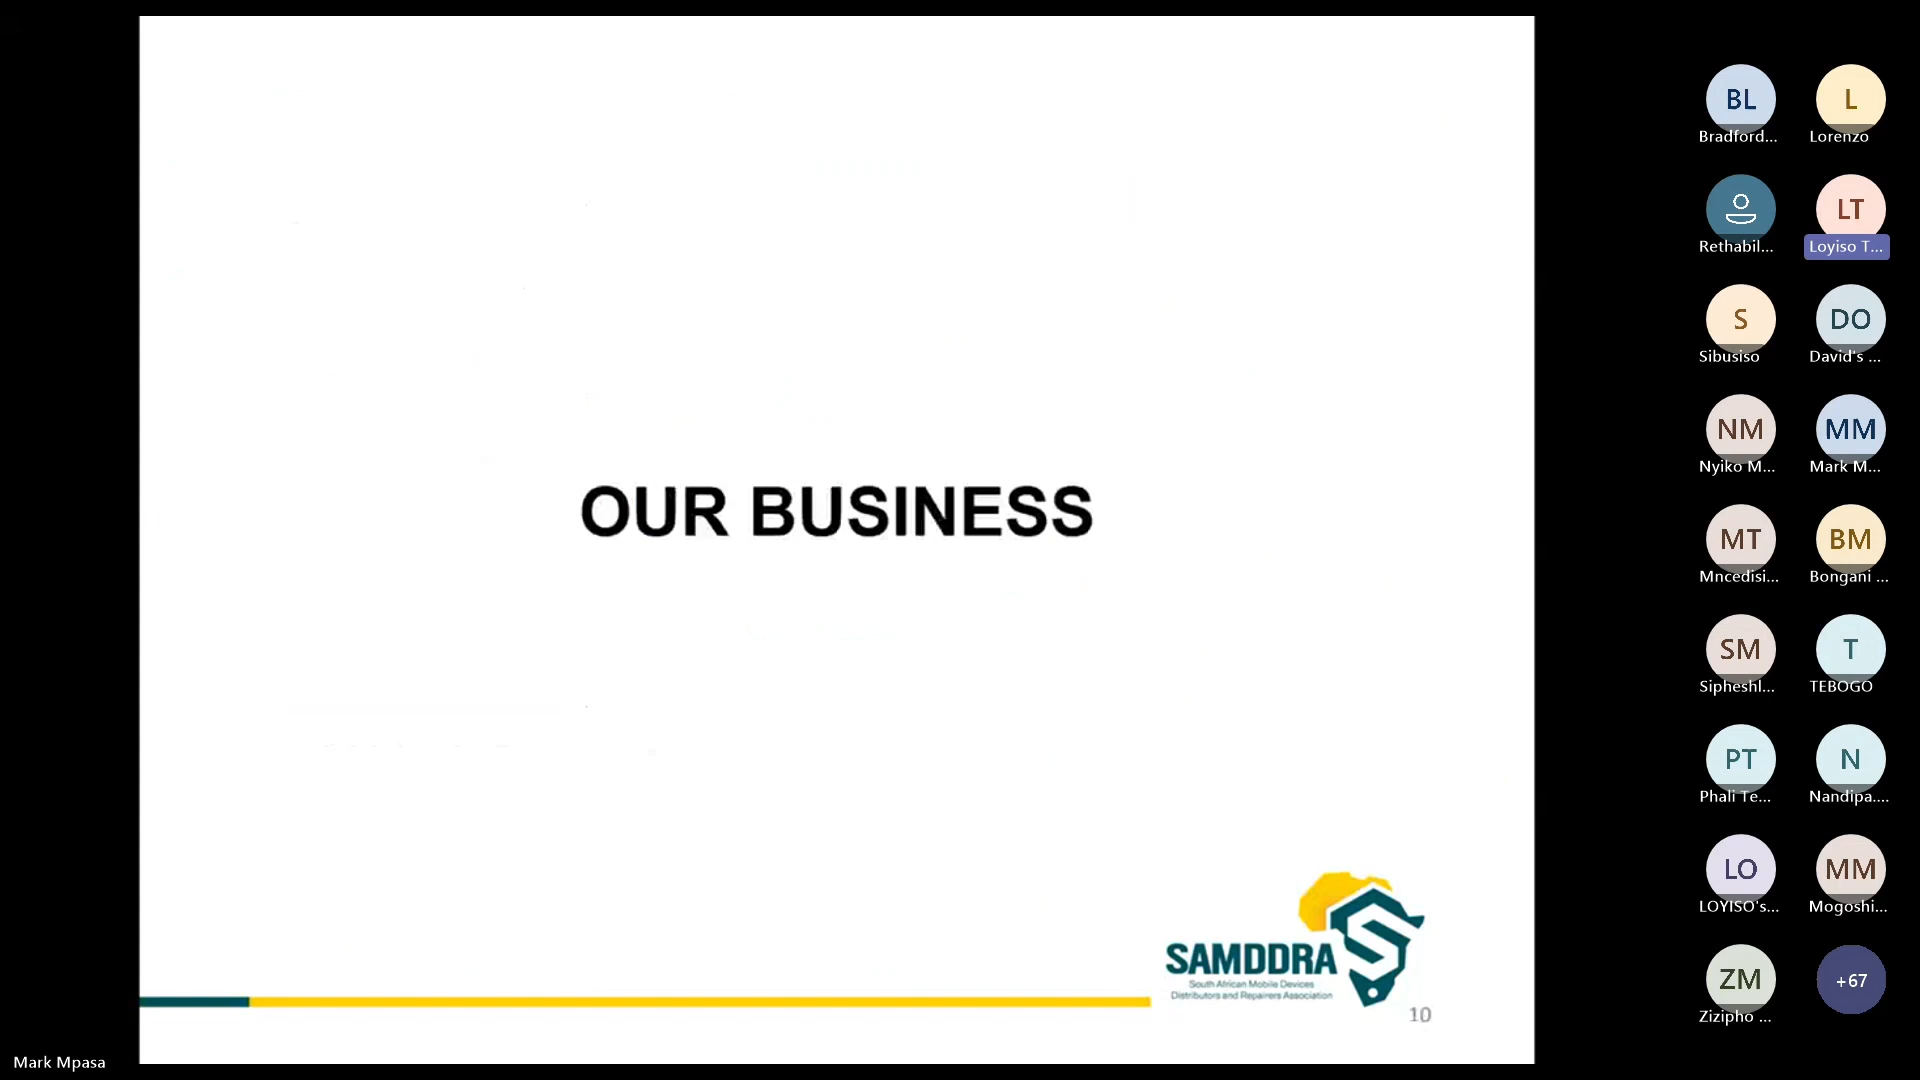 OUR BUSINESS
SAMDDRA
South African Mobile Devices
Distributors and Repairers Association
10
Mark Mpasa
BL
Bradford...
L
Lorenzo
Rethabil...
LT
Loyiso T...
S
Sibusiso
DO
David's ...
NM
Nyiko M...
MM
Mark M...
MT
Mncedisi...
BM
Bongani ...
SM
Sipheshl...
T
TEBOGO
PT
Phali Te...
N
Nandipa....
LO
LOYISO's...
MM
Mogoshi...
ZM
Zizipho ...
+67